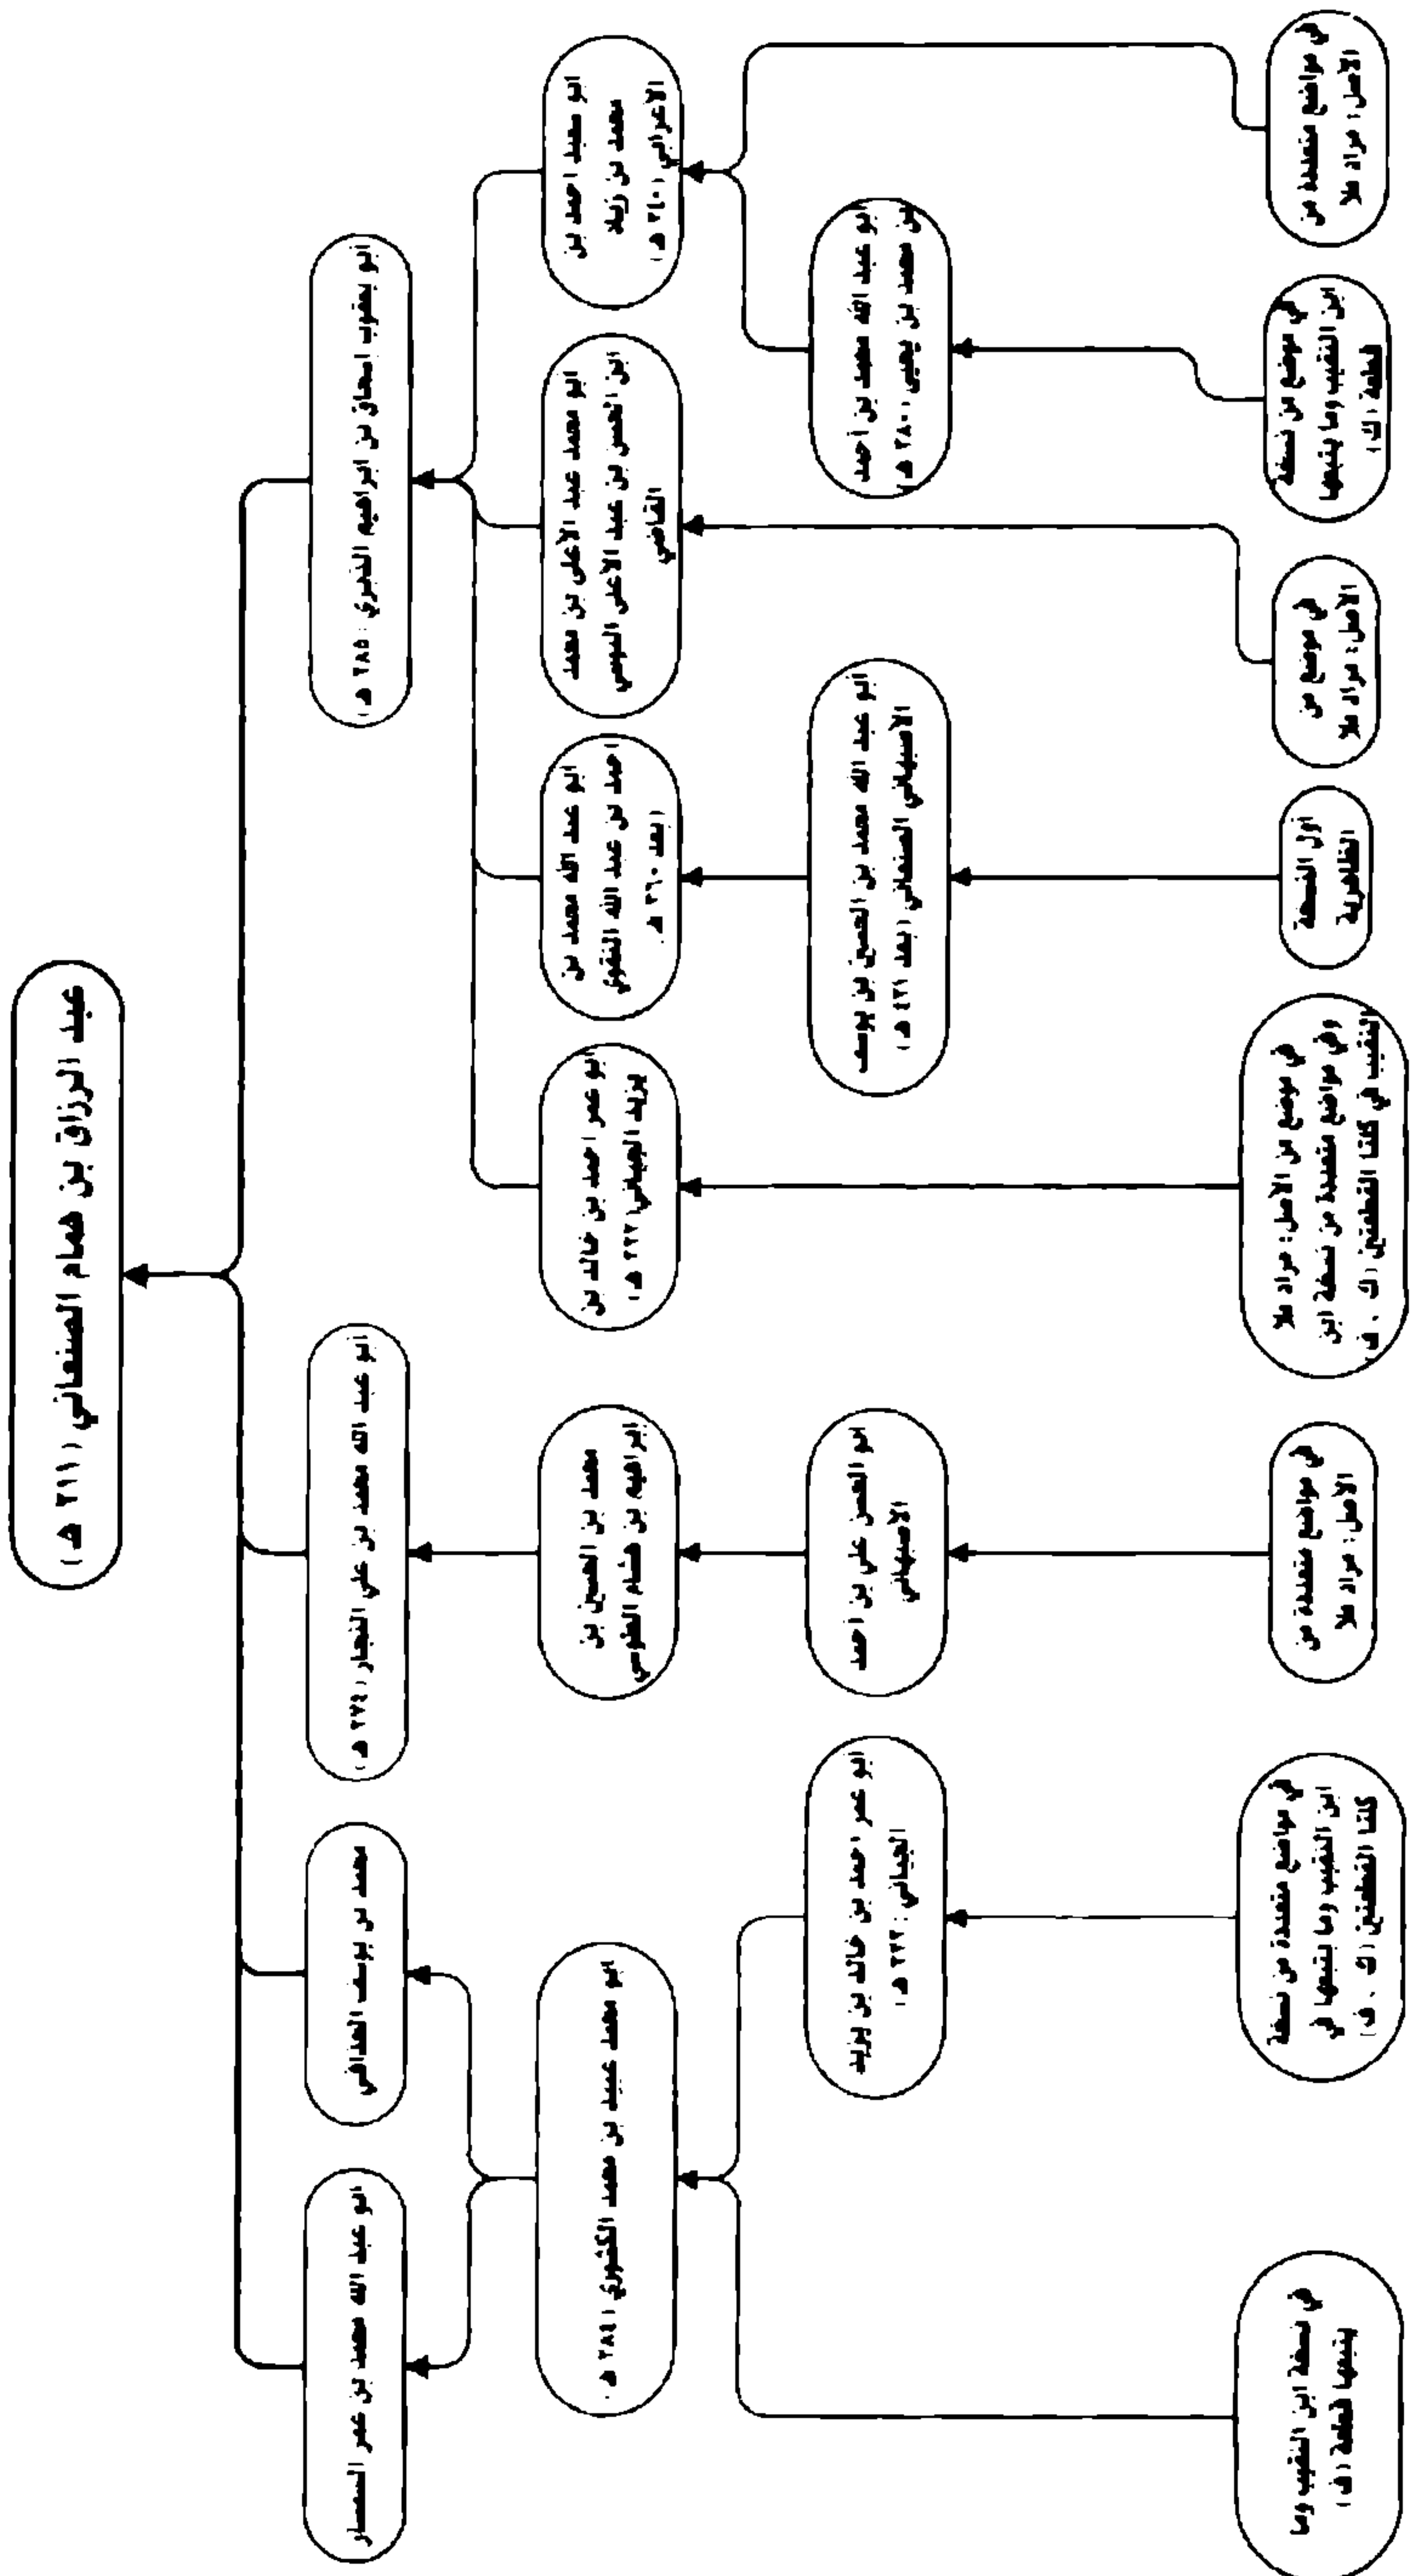 عبد الرزاق بن همام الصنعاني (٢١١ هـ)
أبو يعقوب إسحاق بن إبراهيم الدبري (٢٨٥ هـ)
أبو عبد الله محمد بن علي النجار (٢٧٤ هـ)
محمد بن يوسف الحذاقي
أبو عبد الله محمد بن عمر السمسار
أبو سعيد أحمد بن
محمد بن زياد
الأعرابي (٣٤٠ هـ)
أبو محمد عبد الأعلى بن محمد
ابن الحسن بن عبد الأعلى البوسي
القاضي
أبو عبد الله محمد بن
أحمد بن عبد الله النقوي
(بعد ٣٦٠ هـ)
أبو عمر أحمد بن خالد بن
يزيد الجياني (٣٢٢ هـ)
محمد بن الحسين بن
إبراهيم بن هشام الطوسي
أبو محمد عبيد بن محمد الكشوري (٢٨٤ هـ)
أبو عبد الله محمد بن أحمد
بن محمد بن يحيى (٣٨٠ هـ)
أبو عبد الله محمد بن الحسين بن يوسف
الأصبهاني الصنعاني (بعد ٤٢١ هـ)
أبو الحسن علي بن أحمد
الأصبهاني
أبو عمر أحمد بن خالد بن يزيد
الجياني (٣٢٢ هـ)
في مواضع متعددة من
الأصل: مراد ملا
في موضع من نسخة
ابن النقيب وما يتبعها
قطعة (ك)
في موضع من
الأصل: مراد ملا
أول النسخة
الظاهرية
في موضع من الأصل: مراد ملا
وفي مواضع متعددة من نسخة ابن
النقيب في كلتا القطعتين (ك ، ف)
في مواضع متعددة من
الأصل: مراد ملا
في مواضع متعددة من نسخة
ابن النقيب وما يتبعها في
كلتا القطعتين (ك ، ف)
في نسخة ابن النقيب وما
يتبعها قطعة (ف)